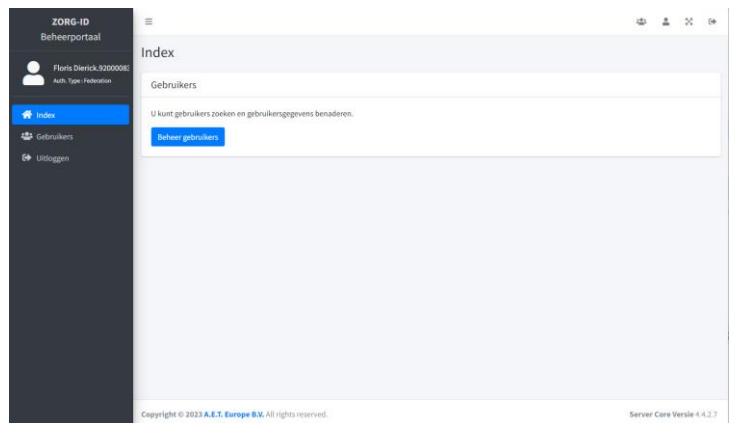 ZORG-ID
Beheerportaal
Floris Dierick.9200008
Auth. Type : Federation
Index
Gebruikers
Uitloggen
Index
Gebruikers
U kunt gebruikers zoeken en gebruikersgegevens benaderen.
Beheer gebruikers
Copyright © 2023 A.E.T. Europe B.V. All rights reserved.
Server Core Versie 4.4.2.7